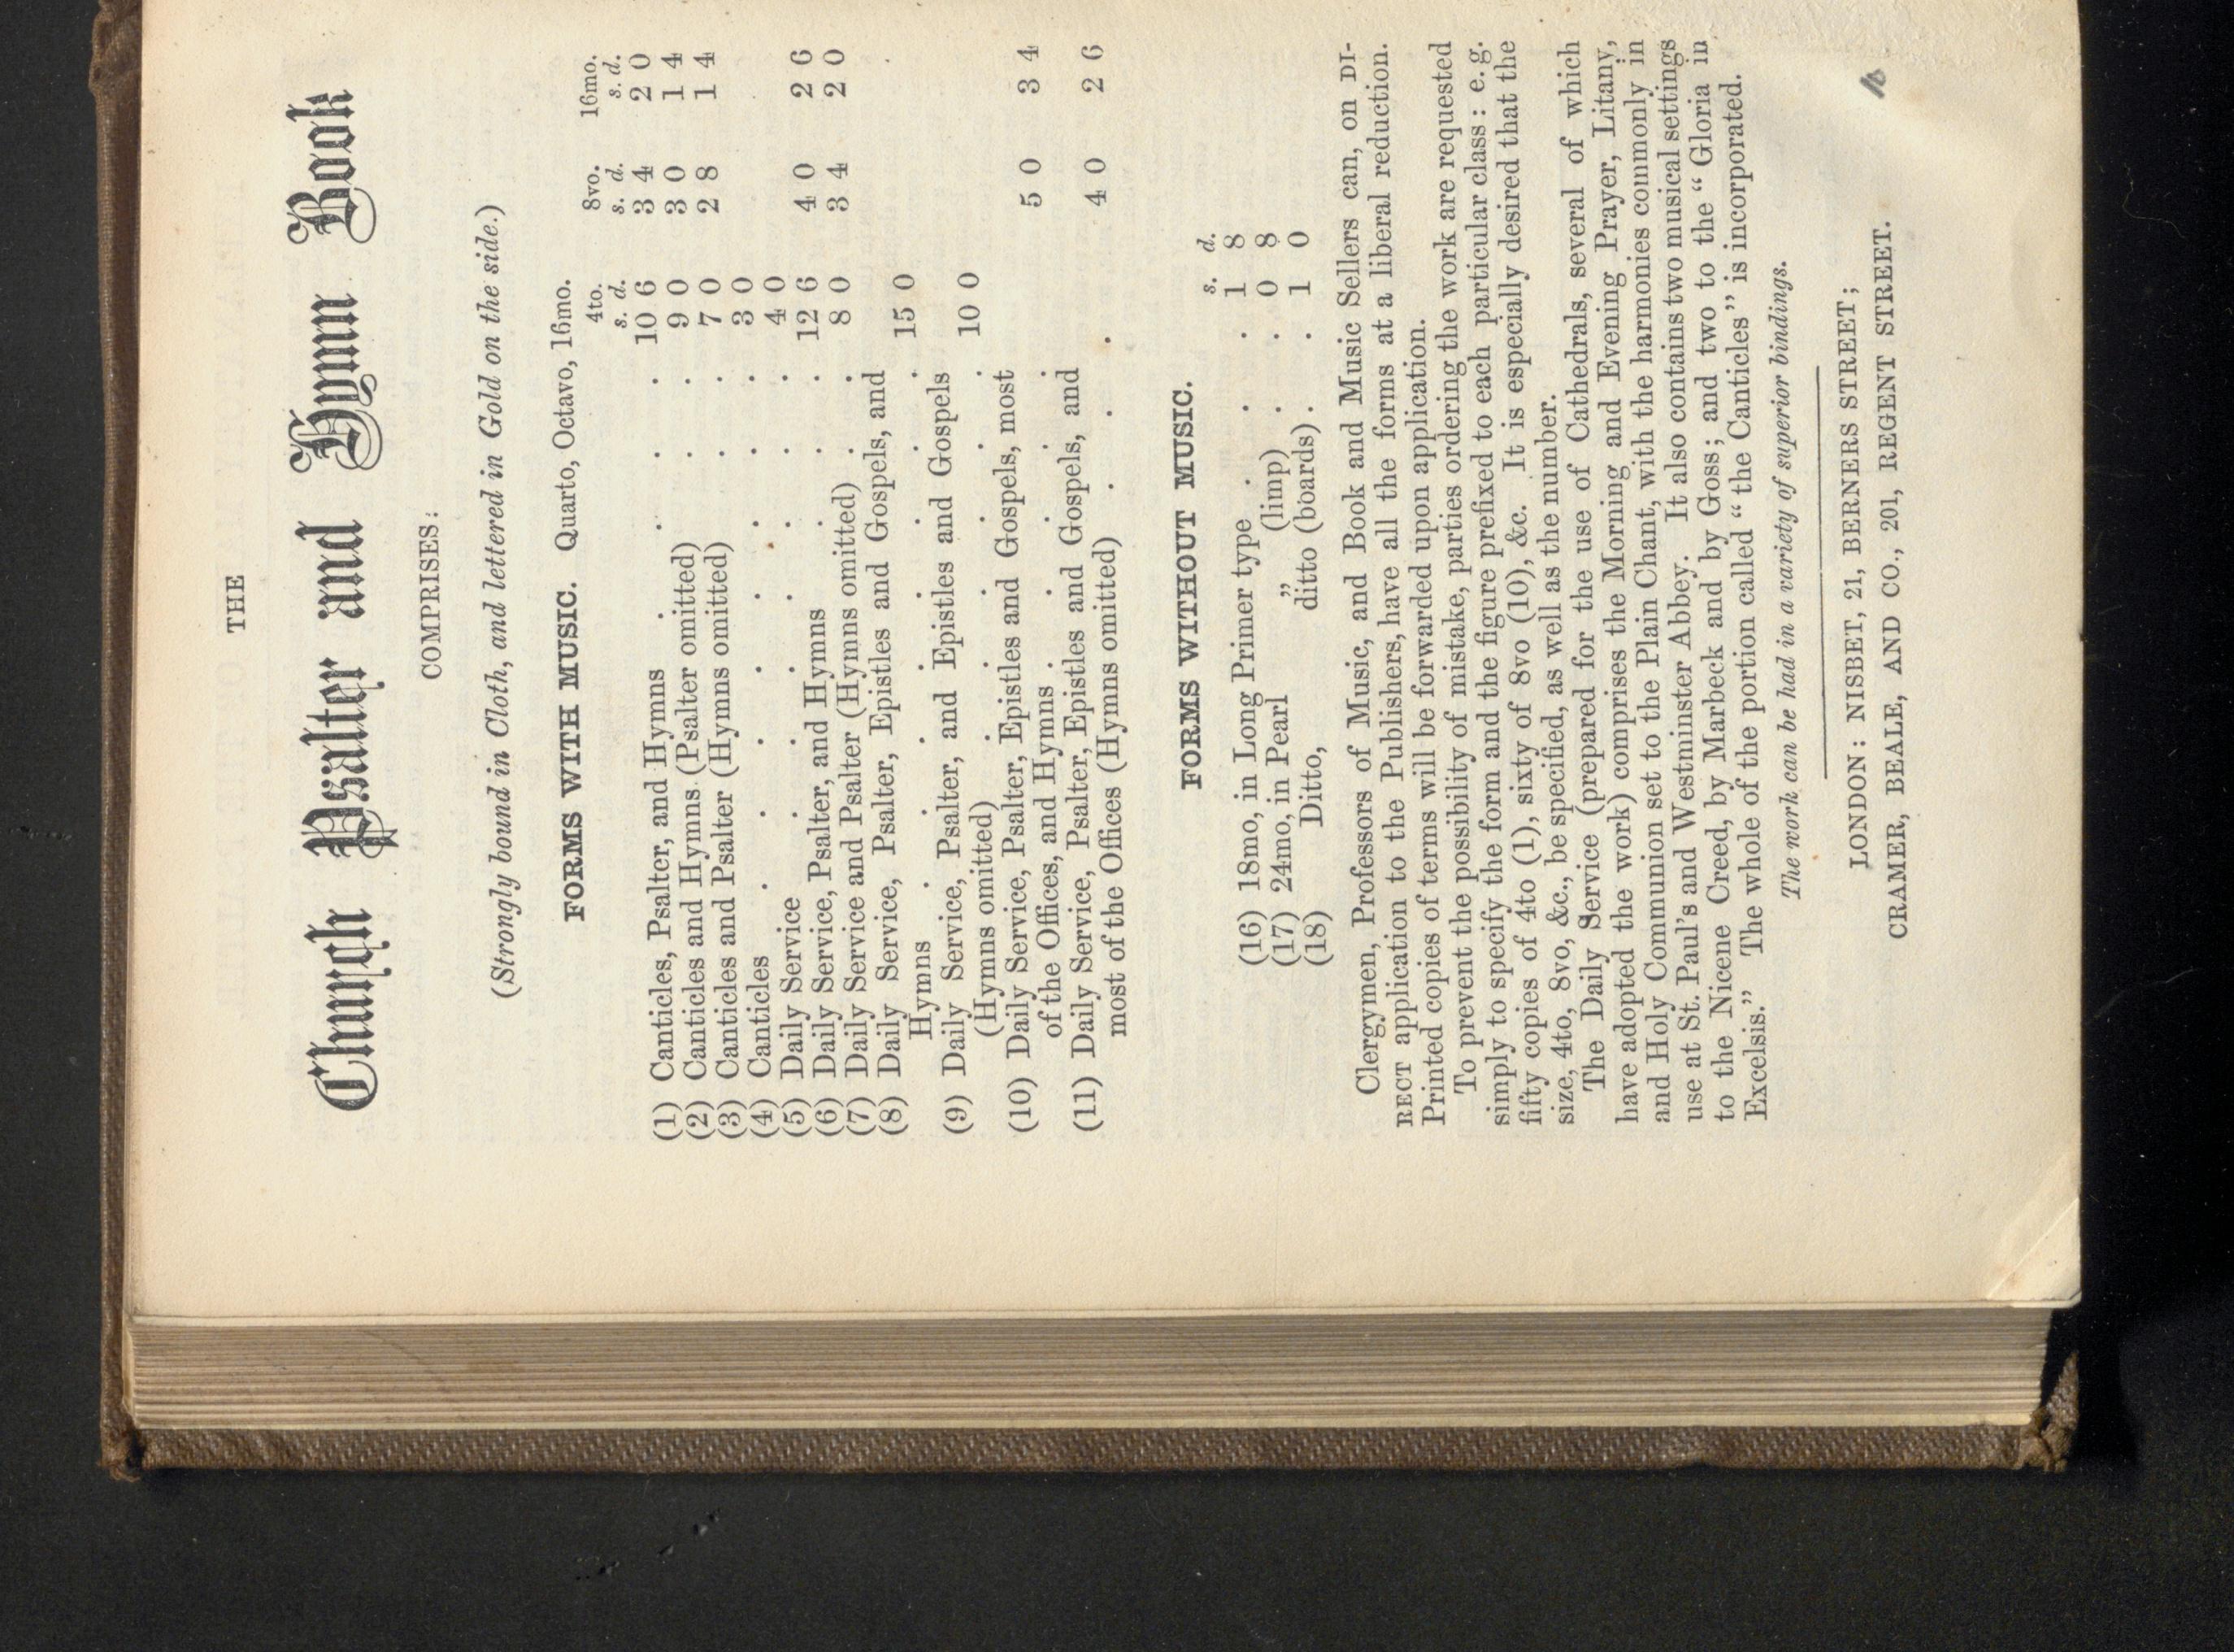 THE
Church Psalter and Hymn Book
COMPRISES:
(Strongly bound in Cloth, and lettered in Gold on the side.)
FORMS WITH MUSIC. Quarto, Octavo, 16mo.
4to. 8vo. 16mo.
s. d. s. d. s. d.
(1) Canticles, Psalter, and Hymns . . . 10 6 3 4 2 0
(2) Canticles and Hymns (Psalter omitted) . . 9 0 3 0 1 4
(3) Canticles and Psalter (Hymns omitted) . . 7 0 2 8 1 4
(4) Canticles . . . . . . . . 3 0
(5) Daily Service . . . . . . . 4 0
(6) Daily Service, Psalter, and Hymns . . . 12 6 4 0 2 6
(7) Daily Service and Psalter (Hymns omitted) . . 8 0 3 4 2 0
(8) Daily Service, Psalter, Epistles and Gospels, and
Hymns . . . . . . . . 15 0
(9) Daily Service, Psalter, and Epistles and Gospels
(Hymns omitted) . . . . . . 10 0
(10) Daily Service, Psalter, Epistles and Gospels, most
of the Offices, and Hymns . . . . . 5 0 3 4
(11) Daily Service, Psalter, Epistles and Gospels, and
most of the Offices (Hymns omitted) . . . 4 0 2 6
FORMS WITHOUT MUSIC.
s. d.
(16) 18mo, in Long Primer type . . . 1 8
(17) 24mo, in Pearl „ (limp) . . 0 8
(18) Ditto, ditto (boards) . . 1 0
Clergymen, Professors of Music, and Book and Music Sellers can, on DI-
RECT application to the Publishers, have all the forms at a liberal reduction.
Printed copies of terms will be forwarded upon application.
To prevent the possibility of mistake, parties ordering the work are requested
simply to specify the form and the figure prefixed to each particular class: e.g.
fifty copies of 4to (1), sixty of 8vo (10), &c. It is especially desired that the
size, 4to, 8vo, &c., be specified, as well as the number.
The Daily Service (prepared for the use of Cathedrals, several of which
have adopted the work) comprises the Morning and Evening Prayer, Litany,
and Holy Communion set to the Plain Chant, with the harmonies commonly in
use at St. Paul's and Westminster Abbey. It also contains two musical settings
to the Nicene Creed, by Marbeck and by Goss; and two to the “Gloria in
Excelsis.” The whole of the portion called “the Canticles” is incorporated.
The work can be had in a variety of superior bindings.
LONDON: NISBET, 21, BERNERS STREET;
CRAMER, BEALE, AND CO., 201, REGENT STREET.